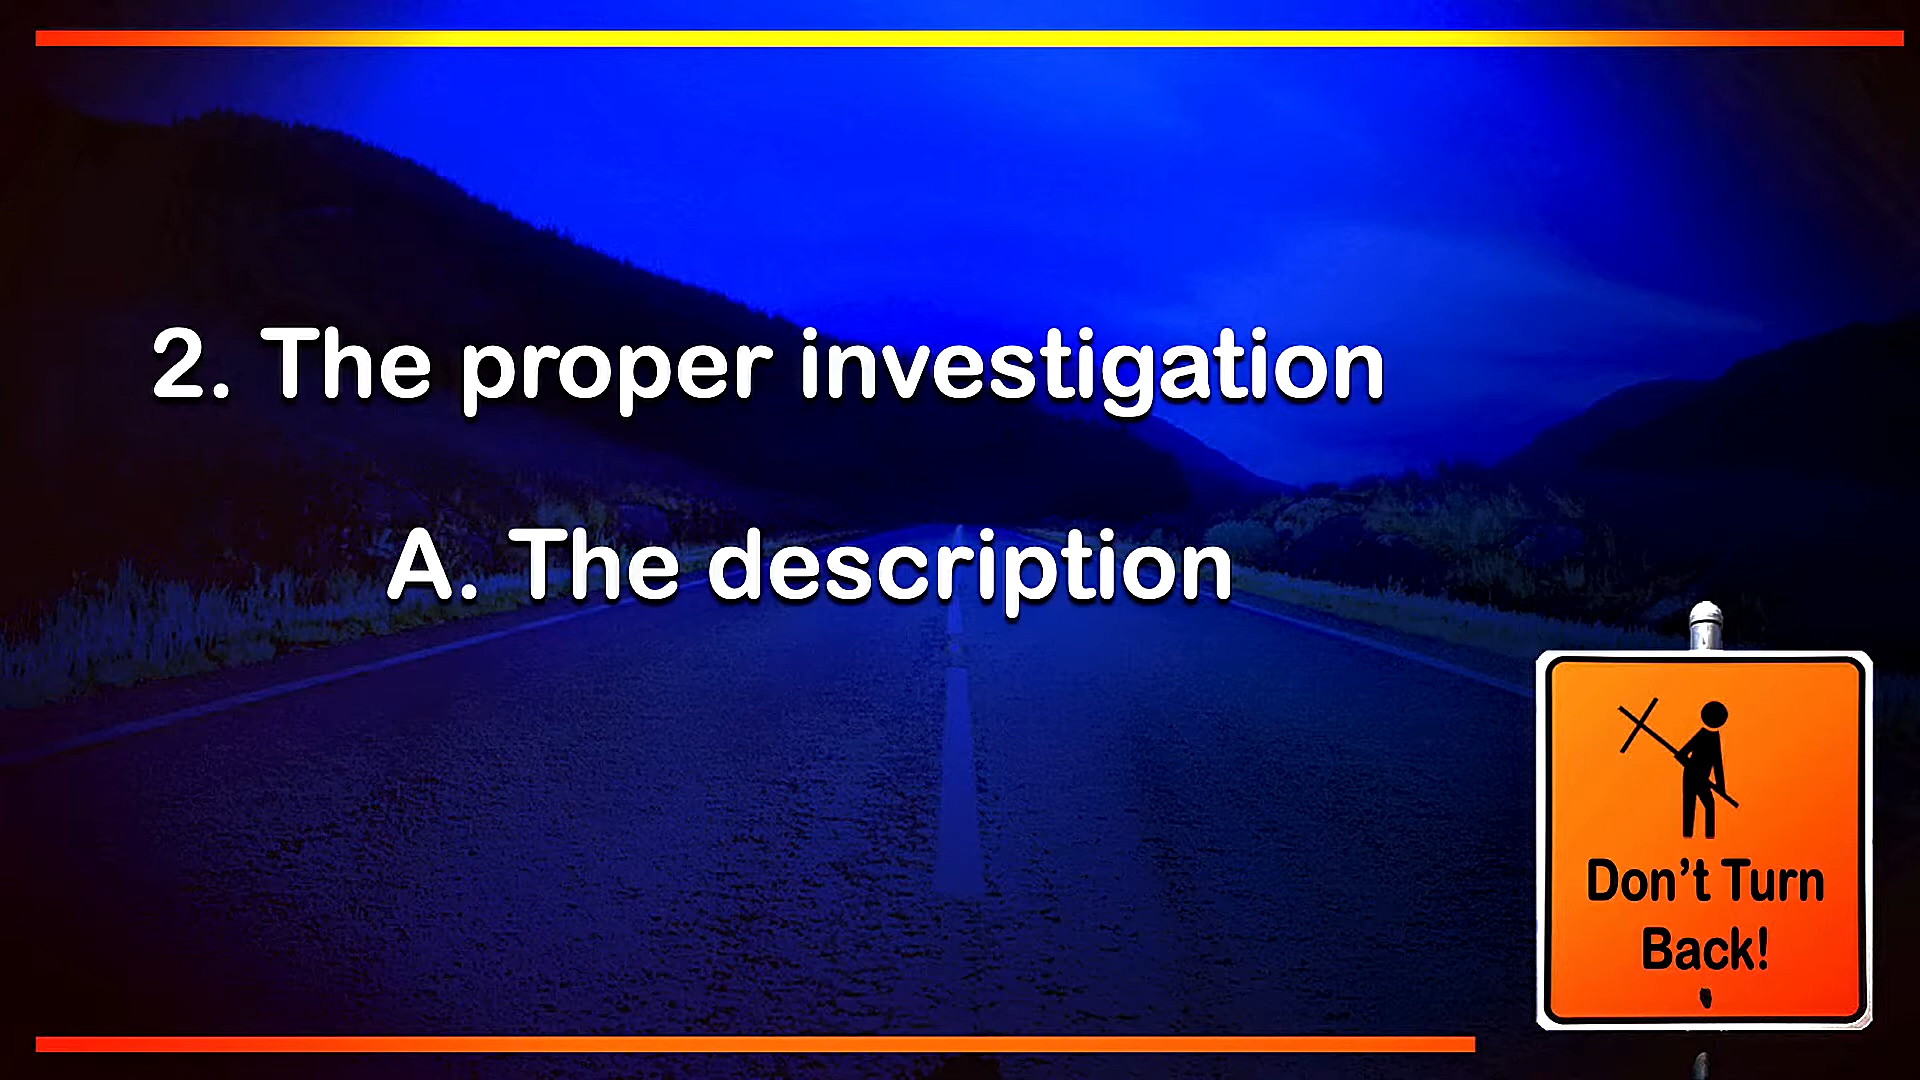 2. The proper investigation
A. The description
Don’t Turn
Back!